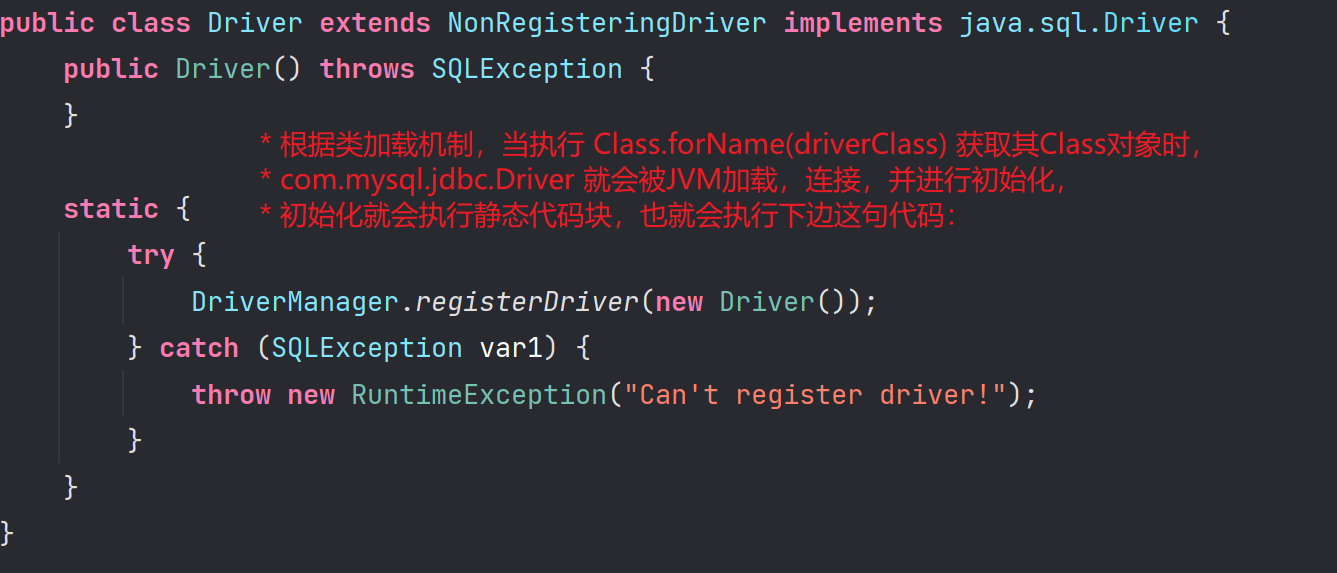 public class Driver extends NonRegisteringDriver implements java.sql.Driver {
public Driver() throws SQLException {
}
* 根据类加载机制，当执行 Class.forName(driverClass) 获取其Class对象时，
* com.mysql.jdbc.Driver 就会被JVM加载，连接，并进行初始化，
static {
* 初始化就会执行静态代码块，也就会执行下边这句代码：
try {
DriverManager.registerDriver(new Driver());
} catch (SQLException var1) {
throw new RuntimeException("Can't register driver!");
}
}
}